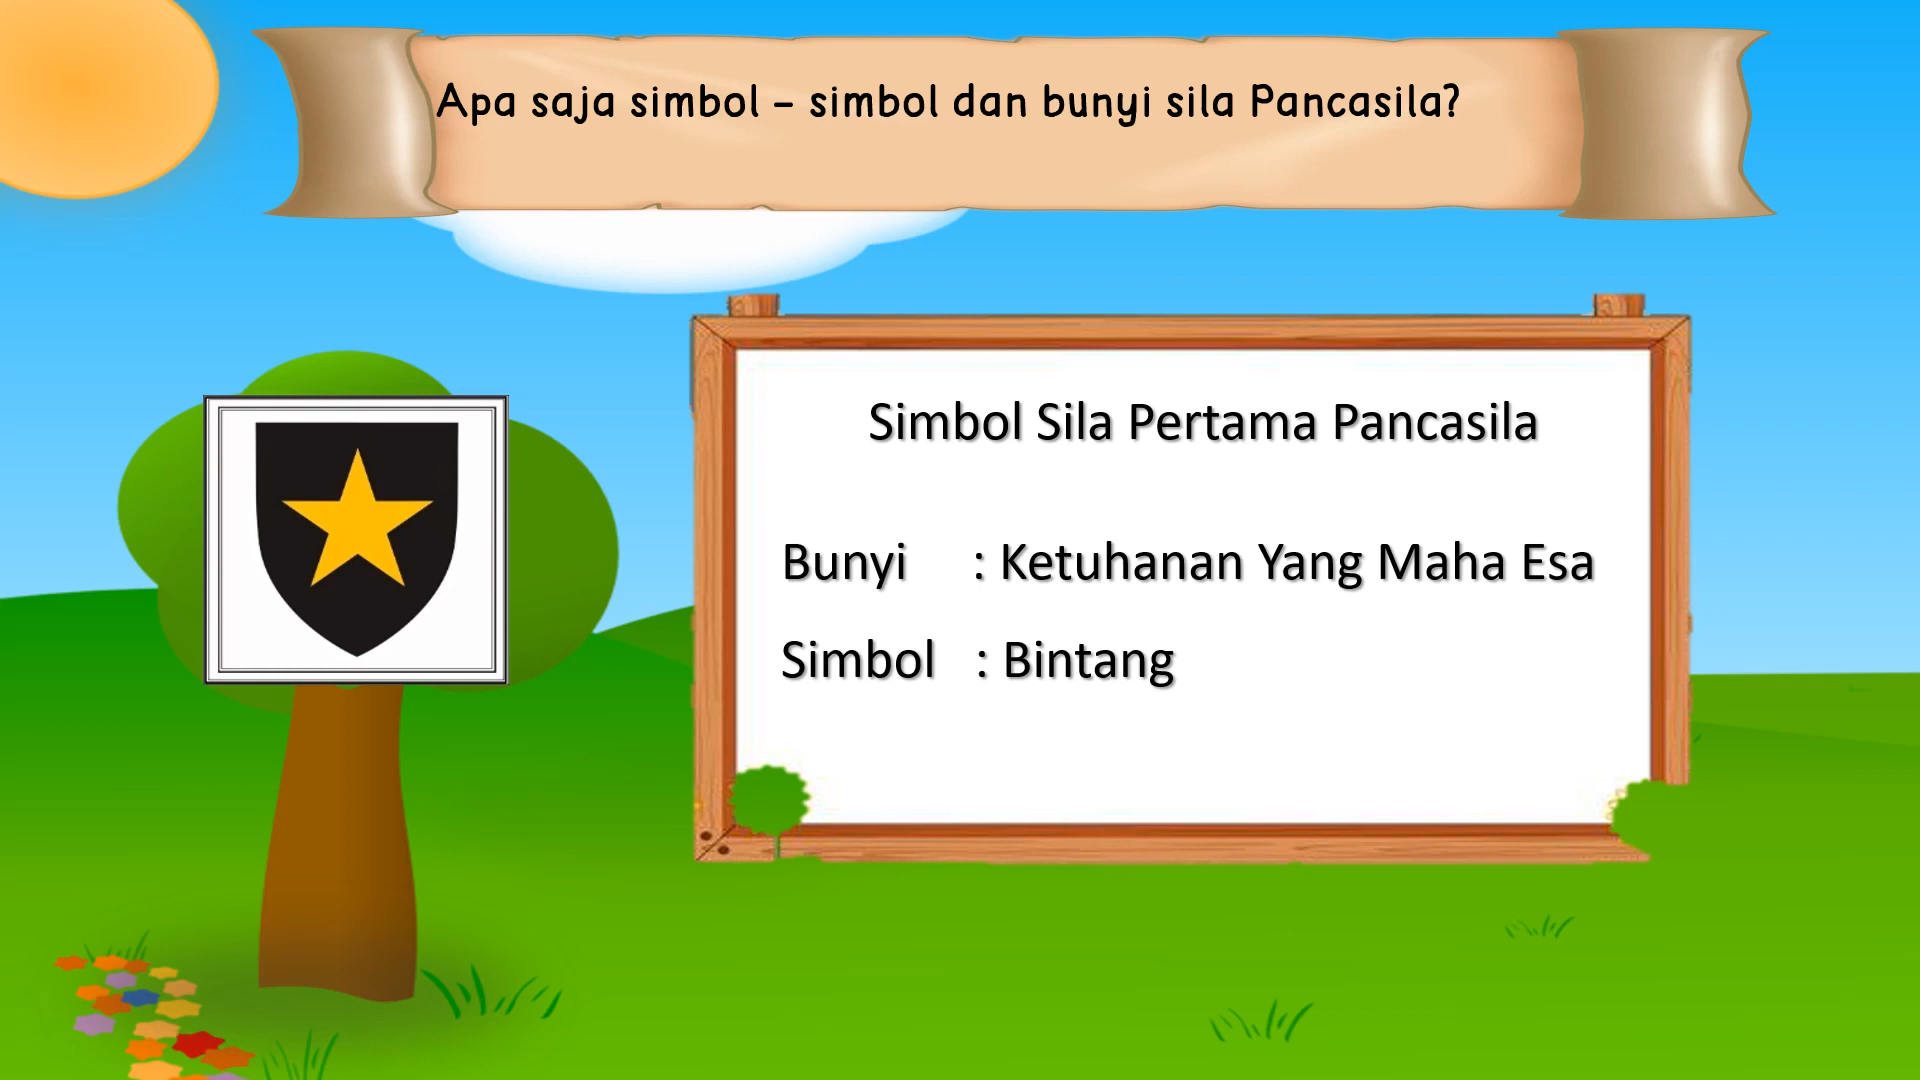 Apa saja simbol – simbol dan bunyi sila Pancasila?
Simbol Sila Pertama Pancasila
Bunyi : Ketuhanan Yang Maha Esa
Simbol : Bintang